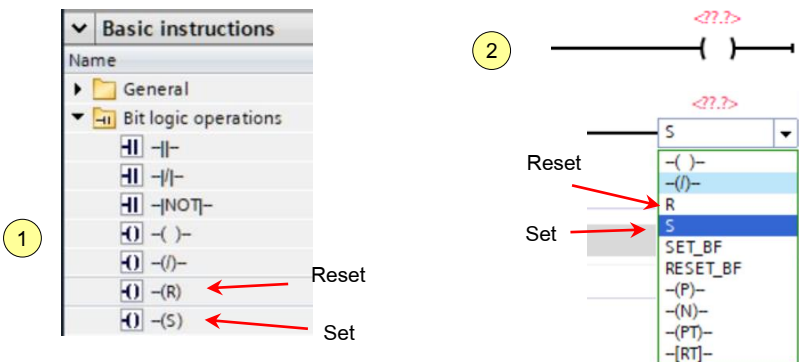 Basic instructions
Name
General
Bit logic operations
-||-
-|/|-
-|NOT|-
-( )-
-(/)-
-(R)
-(S)
1
Reset
Set
2
<??.?>
-( )-
<??.?>
S
-( )-
-(/)-
R
S
SET_BF
RESET_BF
-(P)-
-(N)-
-(PT)-
-[RT]-
Reset
Set